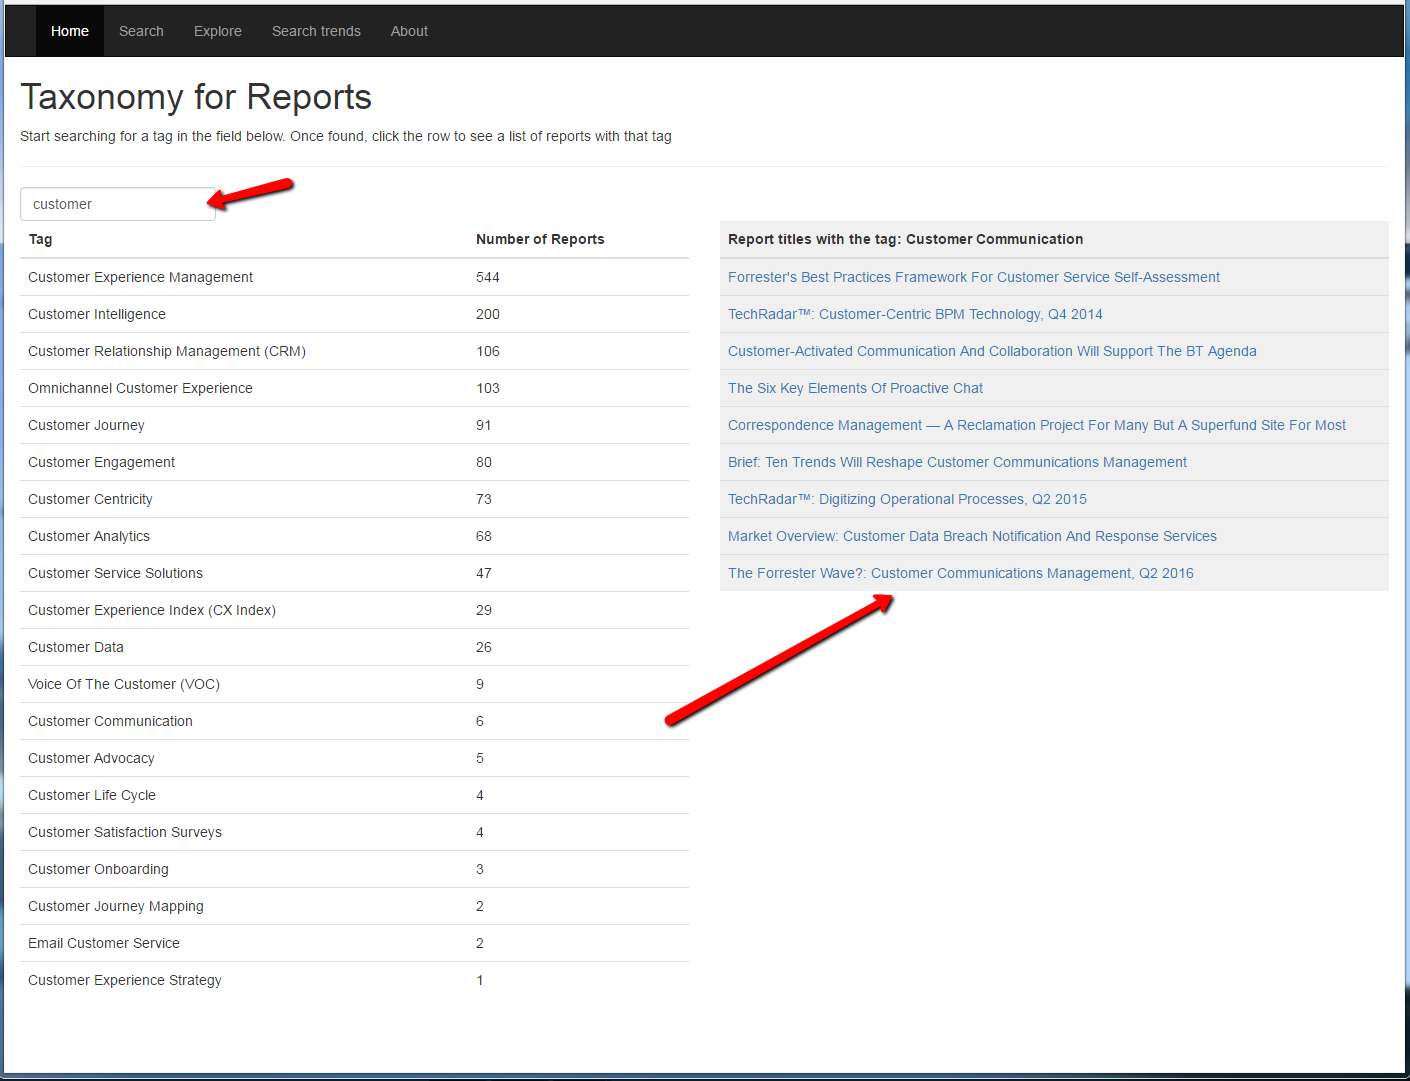 Home Search Explore Search trends About
Taxonomy for Reports
Start searching for a tag in the field below. Once found, click the row to see a list of reports with that tag
customer
Tag Number of Reports
Customer Experience Management 544
Customer Intelligence 200
Customer Relationship Management (CRM) 106
Omnichannel Customer Experience 103
Customer Journey 91
Customer Engagement 80
Customer Centricity 73
Customer Analytics 68
Customer Service Solutions 47
Customer Experience Index (CX Index) 29
Customer Data 26
Voice Of The Customer (VOC) 9
Customer Communication 6
Customer Advocacy 5
Customer Life Cycle 4
Customer Satisfaction Surveys 4
Customer Onboarding 3
Customer Journey Mapping 2
Email Customer Service 2
Customer Experience Strategy 1
Report titles with the tag: Customer Communication
Forrester's Best Practices Framework For Customer Service Self-Assessment
TechRadar™: Customer-Centric BPM Technology, Q4 2014
Customer-Activated Communication And Collaboration Will Support The BT Agenda
The Six Key Elements Of Proactive Chat
Correspondence Management — A Reclamation Project For Many But A Superfund Site For Most
Brief: Ten Trends Will Reshape Customer Communications Management
TechRadar™: Digitizing Operational Processes, Q2 2015
Market Overview: Customer Data Breach Notification And Response Services
The Forrester Wave?: Customer Communications Management, Q2 2016